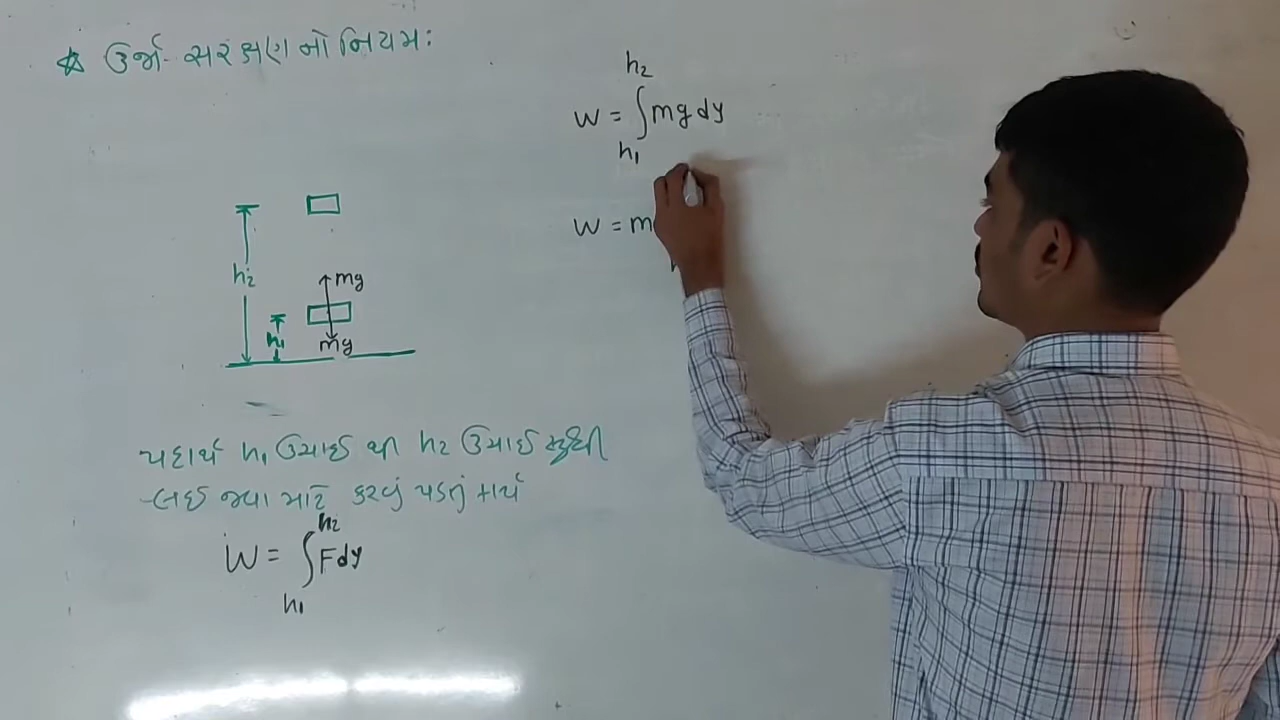 ☆ ઉર્જા- સંરક્ષણ નો નિયમ:
h2
mg
h1
mg
પદાર્થ h1 ઉંચાઈ થી h2 ઉંચાઈ સુધી
લઈ જવા માટે કરવું પડતું કાર્ય
W = ∫_{h1}^{h2} F dy
W = ∫_{h1}^{h2} mg dy
W = m